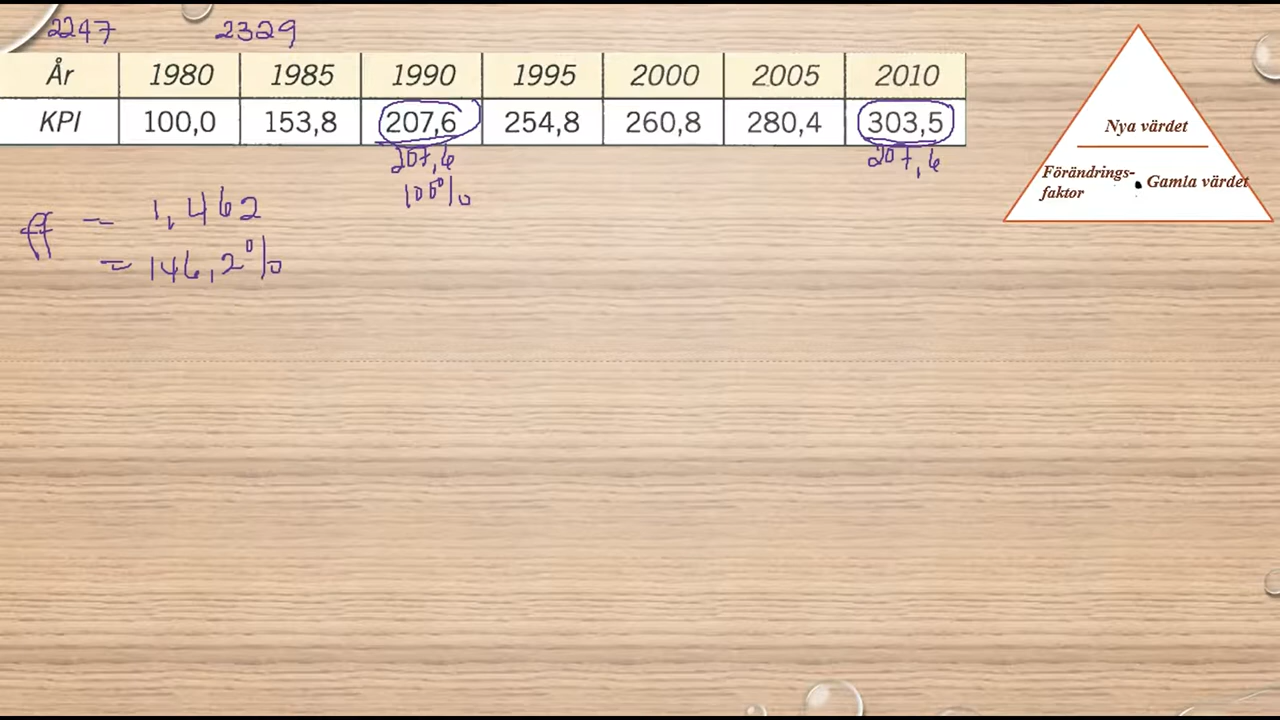 2247 2329
År 1980 1985 1990 1995 2000 2005 2010
KPI 100,0 153,8 207,6 254,8 260,8 280,4 303,5
207,6 207,6
100%
ff = 1,462
= 146,2%
Nya värdet
Förändrings-
faktor
• Gamla värdet